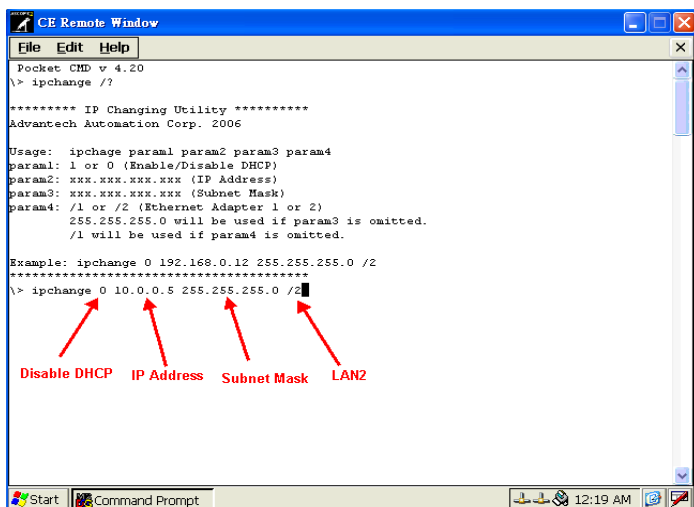 CE Remote Window
File Edit Help
Pocket CMD v 4.20
\> ipchange /?
********* IP Changing Utility **********
Advantech Automation Corp. 2006
Usage: ipchage param1 param2 param3 param4
param1: 1 or 0 (Enable/Disable DHCP)
param2: xxx.xxx.xxx.xxx (IP Address)
param3: xxx.xxx.xxx.xxx (Subnet Mask)
param4: /1 or /2 (Ethernet Adapter 1 or 2)
255.255.255.0 will be used if param3 is omitted.
/1 will be used if param4 is omitted.
Example: ipchange 0 192.168.0.12 255.255.255.0 /2
****************************************
\> ipchange 0 10.0.0.5 255.255.255.0 /2
Disable DHCP IP Address Subnet Mask LAN2
Start Command Prompt 12:19 AM